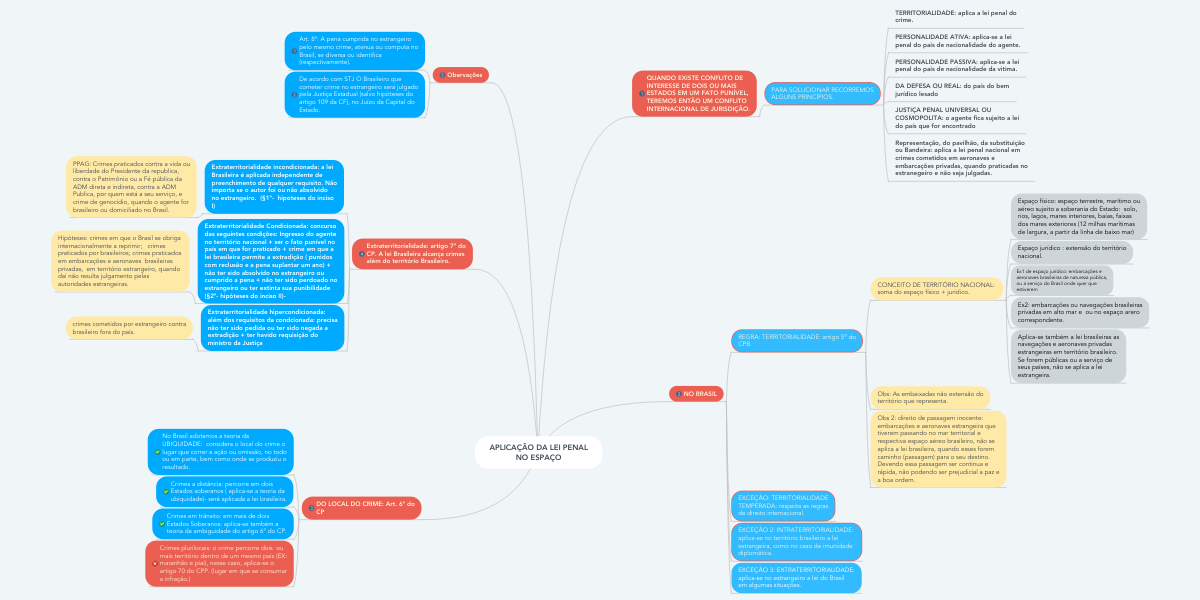 APLICAÇÃO DA LEI PENAL
NO ESPAÇO
QUANDO EXISTE CONFLITO DE
INTERESSE DE DOIS OU MAIS
ESTADOS EM UM FATO PUNÍVEL,
TEREMOS ENTÃO UM CONFLITO
INTERNACIONAL DE JURISDIÇÃO.
PARA SOLUCIONAR RECORREMOS
ALGUNS PRINCÍPIOS.
TERRITORIALIDADE: aplica a lei penal do
crime.
PERSONALIDADE ATIVA: aplica-se a lei
penal do país de nacionalidade do agente.
PERSONALIDADE PASSIVA: aplica-se a lei
penal do país de nacionalidade da vítima.
DA DEFESA OU REAL: do país do bem
jurídico lesado
JUSTIÇA PENAL UNIVERSAL OU
COSMOPOLITA: o agente fica sujeito a lei
do país que for encontrado
Representação, do pavilhão, da substituição
ou Bandeira: aplica a lei penal nacional em
crimes cometidos em aeronaves e
embarcações privadas, quando praticadas no
estranegeiro e não seja julgadas.
NO BRASIL
REGRA: TERRITORIALIDADE: artigo 5º do
CPB.
CONCEITO DE TERRITÓRIO NACIONAL:
soma do espaço físico + jurídico.
Espaço físico: espaço terrestre, marítimo ou
aéreo sujeito a soberania do Estado: solo,
rios, lagos, mares interiores, baías, faixas
dos mares exteriores (12 milhas marítimas
de largura, a partir da linha de baixo mar)
Espaço jurídico : extensão do território
nacional.
Ex1 de espaço jurídico: embarcações e
aeronaves brasileiras de natureza pública,
ou a serviço do Brasil onde quer que
estiverem
Ex2: embarcações ou navegações brasileiras
privadas em alto mar e ou no espaço aréro
correspondente.
Aplica-se também a lei brasileiras as
navegações e aeronaves privadas
estrangeiras em território brasileiro.
Se forem públicas ou a serviço de
seus países, não se aplica a lei
estrangeira.
Obs: As embaixadas não extensão do
território que representa.
Obs 2: direito de passagem inocente:
embarcações e aeronaves estrangeira que
tiverem passando no mar territorial e
respectiva espaço aéreo brasileiro, não se
aplica a lei brasileira, quando esses forem
caminho (passagem) para o seu destino.
Devendo essa passagem ser contínua e
rápida, não podendo ser prejudicial a paz e
a boa ordem.
EXCEÇÃO: TERRITORIALIDADE
TEMPERADA: respeita as regras
de direito internacional.
EXCEÇÃO 2: INTRATERRITORIALIDADE:
aplica-se no território brasileiro a lei
estrangeira, como no caso de imunidade
diplomática.
EXCEÇÃO 3: EXTRATERRITORIALIDADE:
aplica-se no estrangeiro a lei do Brasil
em algumas situações.
Obervações
Art. 8º: A pena cumprida no estrangeiro
pelo mesmo crime, atenua ou computa no
Brasil, se diversa ou identifica
(respectivamente).
De acordo com STJ O Brasileiro que
cometer crime no estrangeiro será julgado
pela Justiça Estadual (salvo hipóteses do
artigo 109 da CF), no Juízo da Capital do
Estado.
Extraterritorielidade: artigo 7º do
CP. A lei Brasileira alcança crimes
além do território Brasileiro.
Extraterritorialidade incondicionada: a lei
Brasileira é aplicada independente de
preenchimento de qualquer requisito. Não
importa se o autor foi ou não absolvido
no estrangeiro. (§1º- hipoteses do inciso
I)
PPAG: Crimes praticados contra a vida ou
liberdade do Presidente da republica,
contra o Patrimônio ou a Fé pública da
ADM direta e indireta, contra a ADM
Publica, por quem está a seu serviço, e
crime de genocídio, quando o agente for
brasileiro ou domiciliado no Brasil.
Extraterritorialidade Condicionada: concurso
das seguintes condições: Ingresso do agente
no território nacional + ser o fato punível no
país em que for praticado + crime em que a
lei brasileira permite a extradição ( punidos
com reclusão e a pena suplantar um ano) +
não ter sido absolvido no estrangeiro ou
cumprido a pena + não ter sido perdoado no
estrangeiro ou ter extinta sua punibilidade
(§2º- hipóteses do inciso II)-
Hipóteses: crimes em que o Brasil se obriga
internacionalmente a reprimir; crimes
praticados por brasileiros; crimes praticados
em embarcações e aeronaves brasileiras
privadas, em território estrangeiro, quando
daí não resulta julgamento pelas
autoridades estrangeiras.
Extraterritorialidade hipercondicionada:
além dos requisitos da condcionada: precisa
não ter sido pedida ou ter sido negada a
extradição + ter havido requisição do
ministro da Justiça
crimes cometidos por estrangeiro contra
brasileiro fora do país.
DO LOCAL DO CRIME: Art. 6º do
CP
No Brasil adotamos a teoria da
UBIQUIDADE: considera o local do crime o
lugar que correr a ação ou omissão, no todo
ou em parte, bem como onde se produziu o
resultado.
Crimes a distância: percorre em dois
Estados soberanos ( aplica-se a teoria da
ubiquidade)- será aplicada a lei brasileira.
Crimes em trânsito: em mais de dois
Estados Soberanos: aplica-se também a
teoria da ambiguidade do artigo 6º do CP.
Crimes plurilocais: o crime percorre dois ou
mais território dentro de um mesmo país (EX:
maranhão e piaí), nesse caso, aplica-se o
artigo 70 do CPP. (lugar em que se consumar
a infração.)